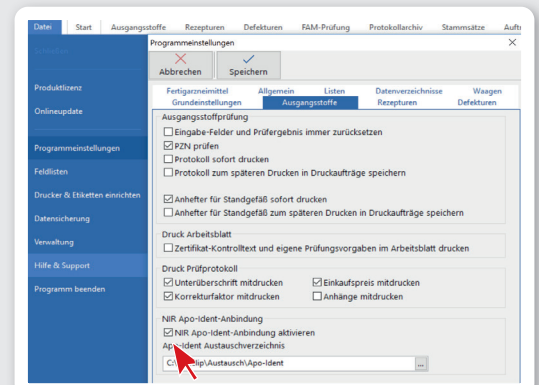 Datei Start Ausgangsstoffe Rezepturen Defekturen FAM-Prüfung Protokollarchiv Stammsätze
Programmeinstellungen
Abbrechen Speichern
Fertigarzneimittel Allgemein Listen Datenverzeichnisse Waagen
Grundeinstellungen Ausgangsstoffe Rezepturen Defekturen
Ausgangsstoffprüfung
Eingabe-Felder und Prüfergebnis immer zurücksetzen
PZN prüfen
Protokoll sofort drucken
Protokoll zum späteren Drucken in Druckaufträge speichern
Anhefter für Standgefäß sofort drucken
Anhefter für Standgefäß zum späteren Drucken in Druckaufträge speichern
Druck Arbeitsblatt
Zertifikat-Kontrolltext und eigene Prüfungsvorgaben im Arbeitsblatt drucken
Druck Prüfprotokoll
Unterüberschrift mitdrucken Einkaufspreis mitdrucken
Korrekturfaktor mitdrucken Anhänge mitdrucken
NIR Apo-Ident-Anbindung
NIR Apo-Ident-Anbindung aktivieren
Apo-Ident Austauschverzeichnis
...
Produktlizenz
Onlineupdate
Programmeinstellungen
Feldlisten
Drucker & Etiketten einrichten
Datensicherung
Verwaltung
Hilfe & Support
Programm beenden